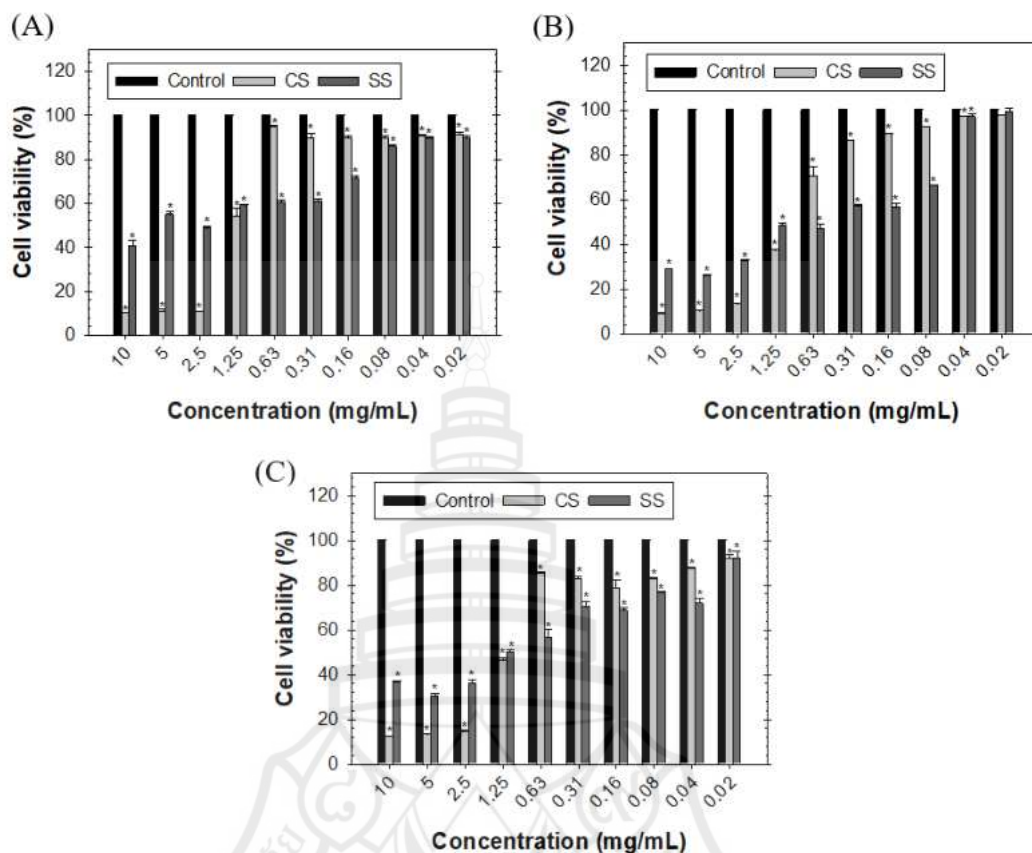 (A)
Control CS SS
Cell viability (%)
120
100
80
60
40
20
0
* * * * * * * * * * * * * * * * * * * *
10 5 2.5 1.25 0.63 0.31 0.16 0.08 0.04 0.02
Concentration (mg/mL)
(B)
Control CS SS
Cell viability (%)
120
100
80
60
40
20
0
* * * * * * * * * * * * * * * * * *
10 5 2.5 1.25 0.63 0.31 0.16 0.08 0.04 0.02
Concentration (mg/mL)
(C)
Control CS SS
Cell viability (%)
120
100
80
60
40
20
0
* * * * * * * * * * * * * * * * * * * *
10 5 2.5 1.25 0.63 0.31 0.16 0.08 0.04 0.02
Concentration (mg/mL)